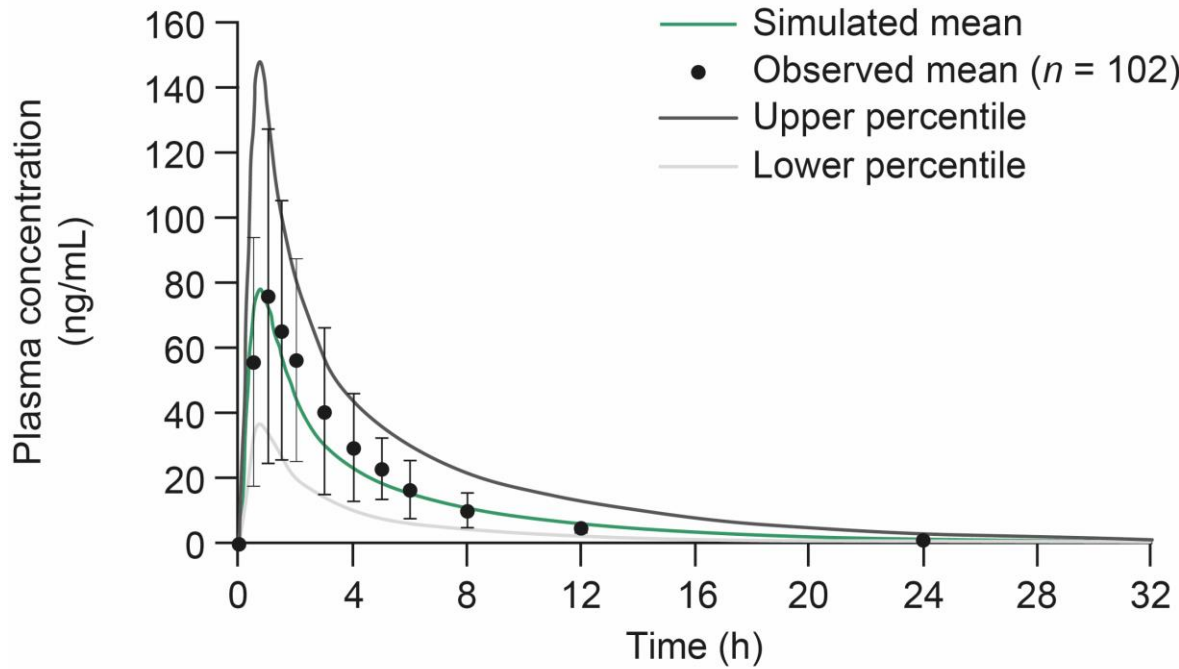 160
140
120
100
80
60
40
20
0
Plasma concentration
(ng/mL)
Simulated mean
Observed mean (n = 102)
Upper percentile
Lower percentile
0 4 8 12 16 20 24 28 32
Time (h)